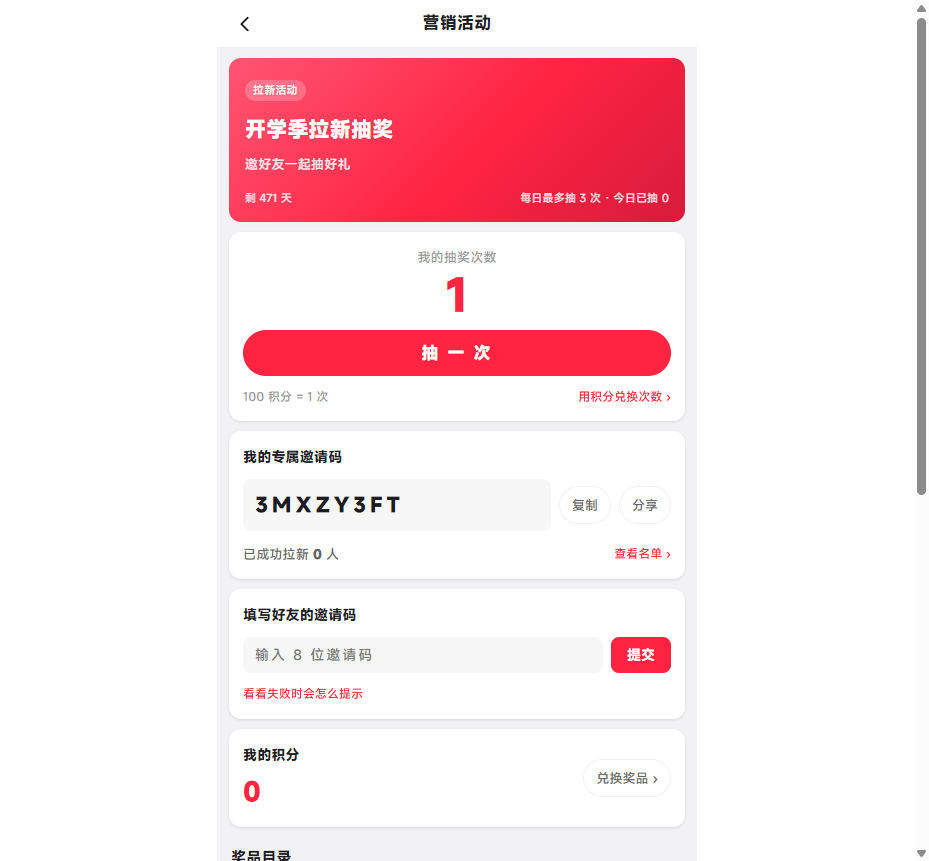 营销活动
拉新活动
开学季拉新抽奖
邀好友一起抽好礼
剩 471 天
每日最多抽 3 次 · 今日已抽 0
我的抽奖次数
1
抽一次
100 积分 = 1 次
用积分兑换次数 ›
我的专属邀请码
3MXZY3FT
复制
分享
已成功拉新 0 人
查看名单 ›
填写好友的邀请码
输入 8 位邀请码
提交
看看失败时会怎么提示
我的积分
0
兑换奖品 ›
奖品目录